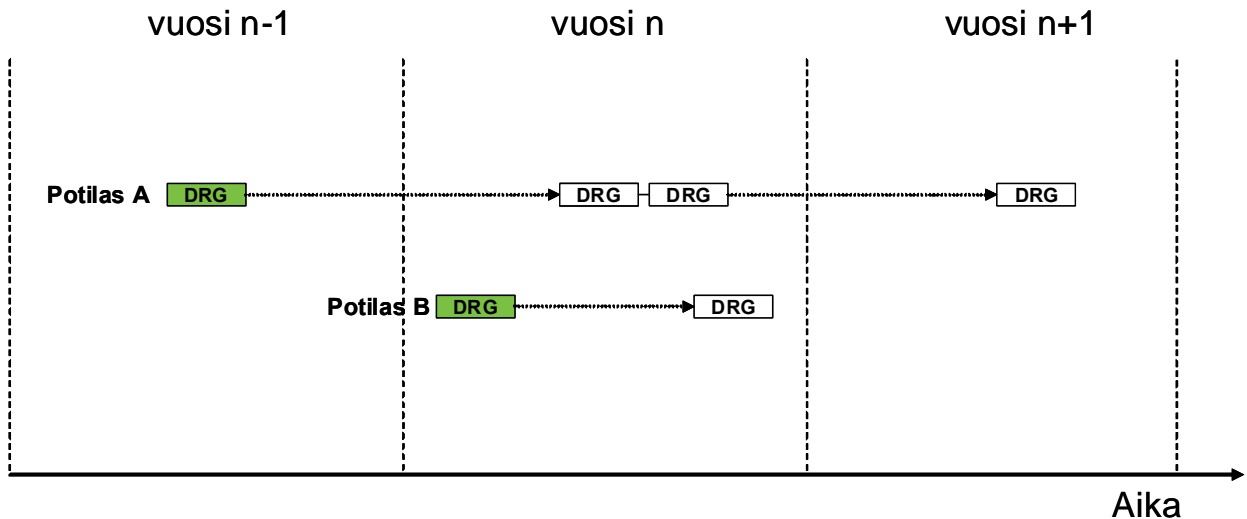 vuosi n-1 vuosi n vuosi n+1
Potilas A DRG DRG DRG DRG
Potilas B DRG DRG
Aika